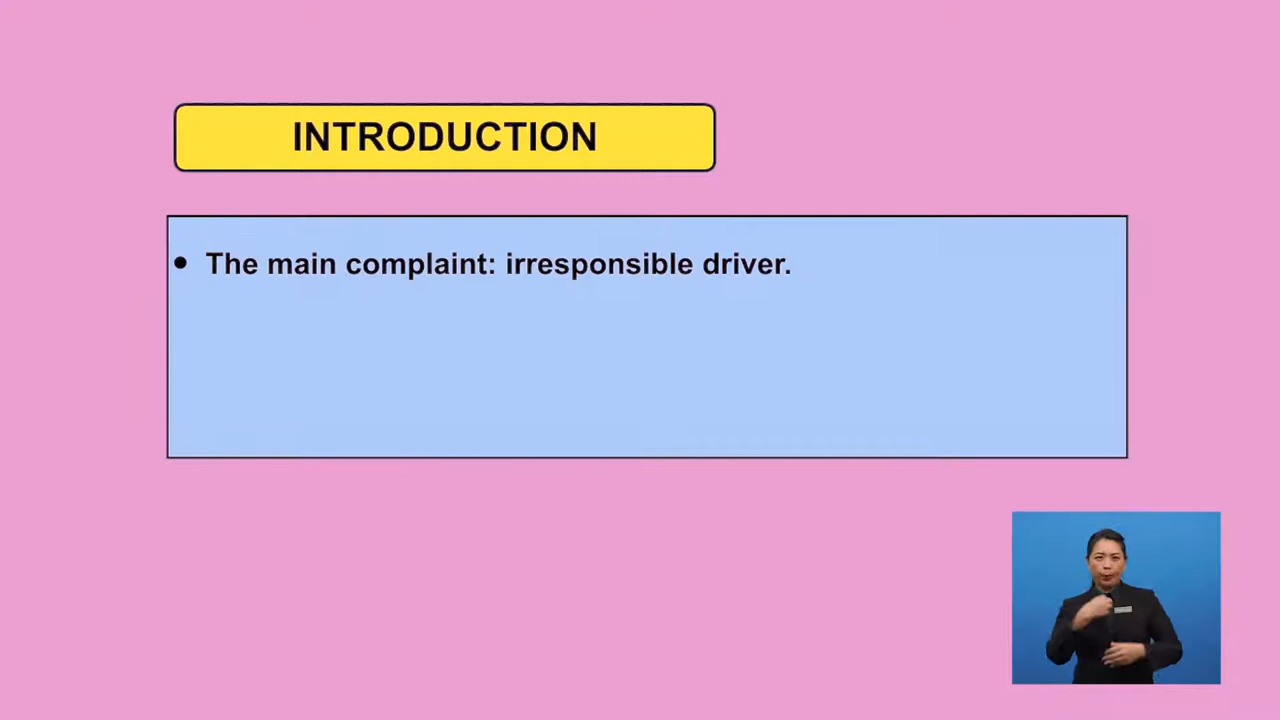 INTRODUCTION
• The main complaint: irresponsible driver.